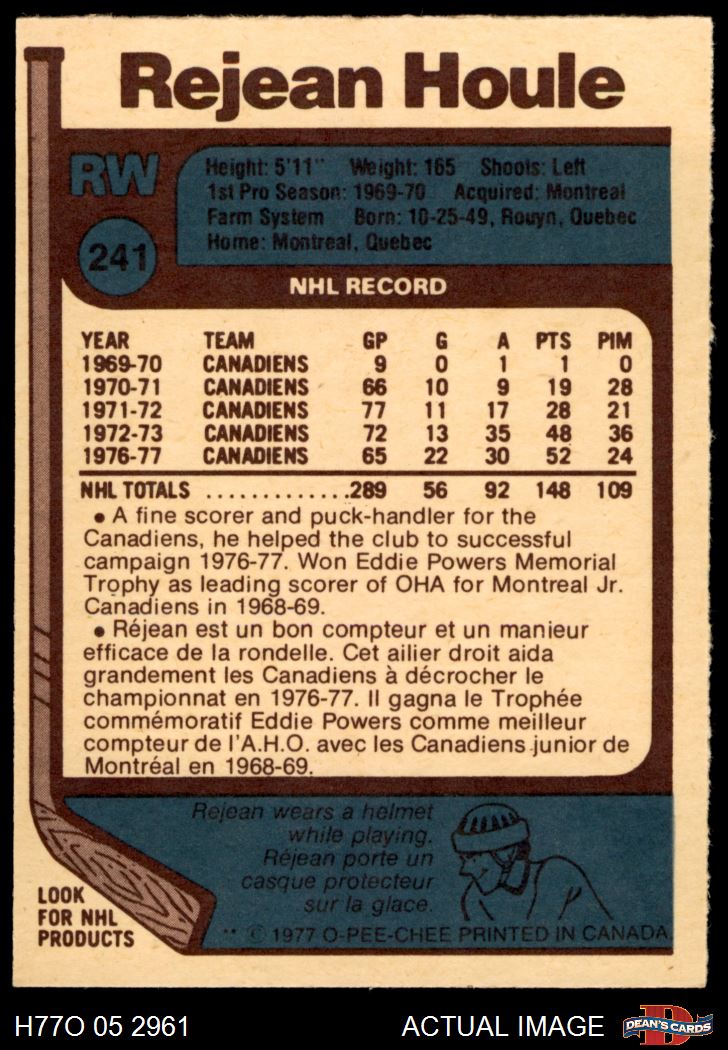 Rejean Houle
RW
241
Height: 5'11" Weight: 165 Shoots: Left
1st Pro Season: 1969-70 Acquired: Montreal
Farm System Born: 10-25-49, Rouyn, Quebec
Home: Montreal, Quebec
NHL RECORD
YEAR TEAM GP G A PTS PIM
1969-70 CANADIENS 9 0 1 1 0
1970-71 CANADIENS 66 10 9 19 28
1971-72 CANADIENS 77 11 17 28 21
1972-73 CANADIENS 72 13 35 48 36
1976-77 CANADIENS 65 22 30 52 24
NHL TOTALS .............289 56 92 148 109
• A fine scorer and puck-handler for the
Canadiens, he helped the club to successful
campaign 1976-77. Won Eddie Powers Memorial
Trophy as leading scorer of OHA for Montreal Jr.
Canadiens in 1968-69.
• Réjean est un bon compteur et un manieur
efficace de la rondelle. Cet ailier droit aida
grandement les Canadiens à décrocher le
championnat en 1976-77. Il gagna le Trophée
commémoratif Eddie Powers comme meilleur
compteur de l'A.H.O. avec les Canadiens junior de
Montréal en 1968-69.
Rejean wears a helmet
while playing.
Réjean porte un
casque protecteur
sur la glace.
LOOK
FOR NHL
PRODUCTS
** © 1977 O-PEE-CHEE PRINTED IN CANADA
H77O 05 2961
ACTUAL IMAGE
D
DEAN'S CARDS